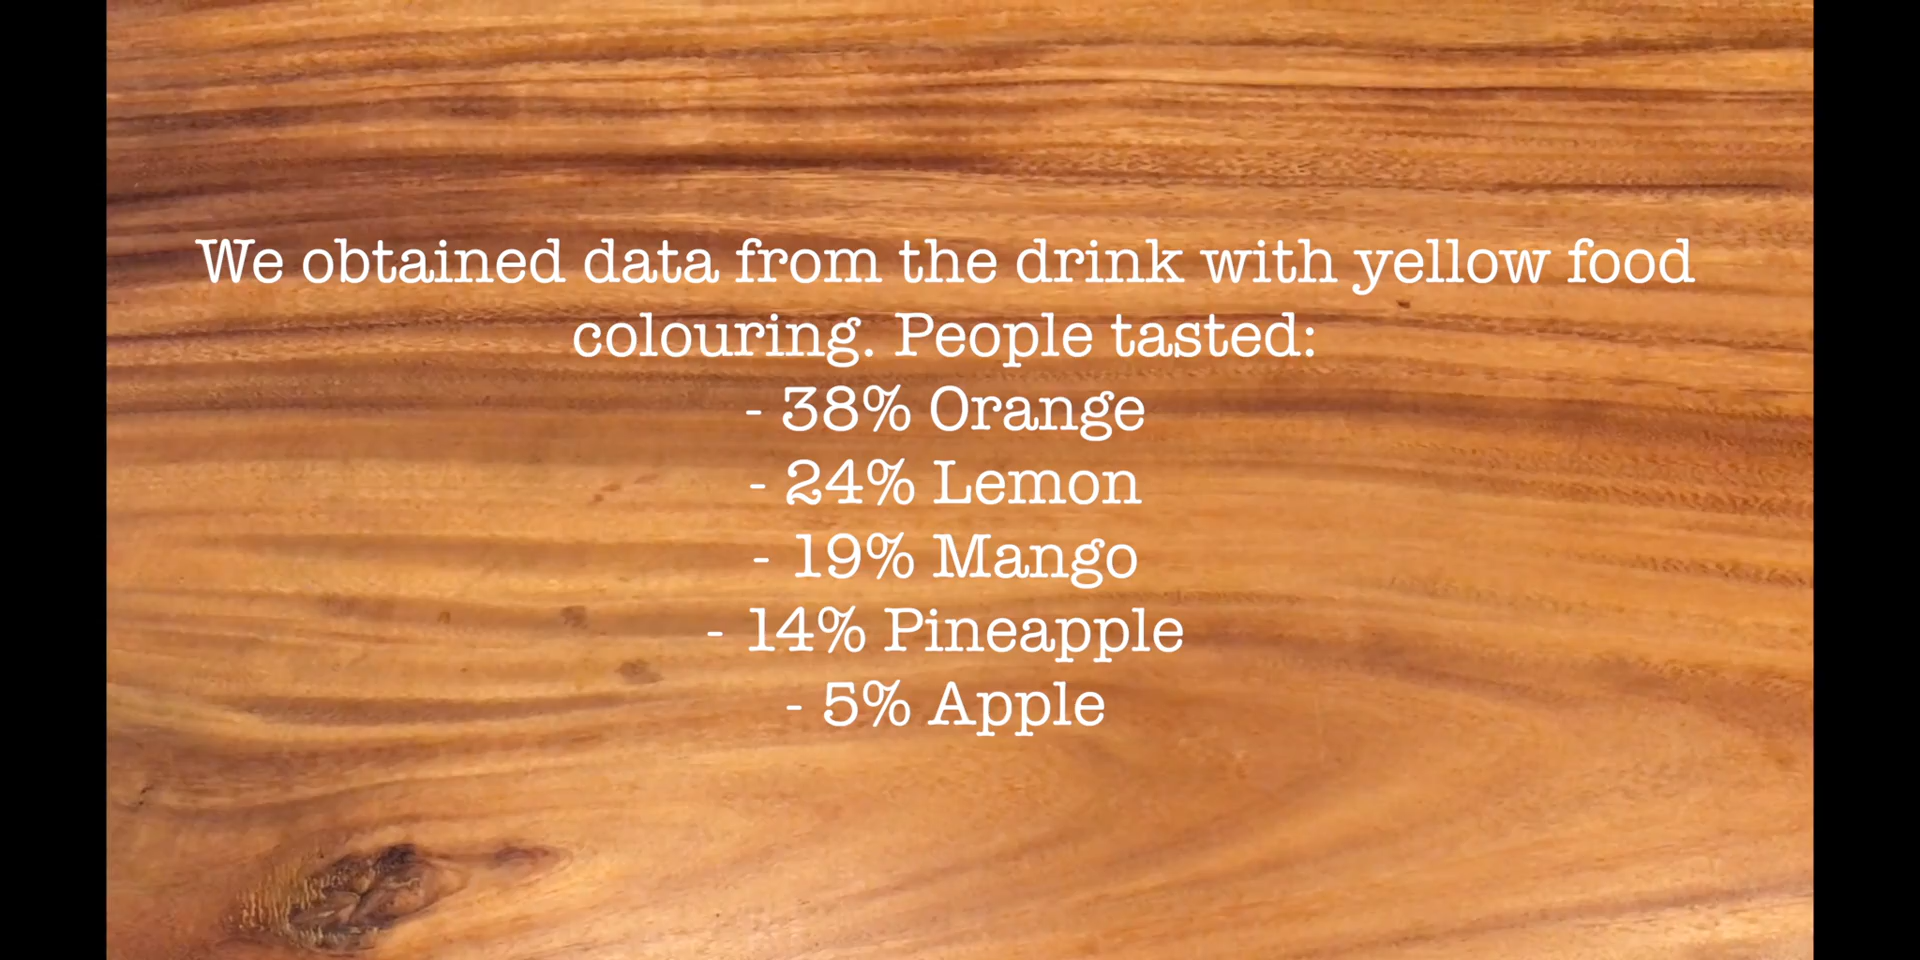 We obtained data from the drink with yellow food
colouring. People tasted:
- 38% Orange
- 24% Lemon
- 19% Mango
- 14% Pineapple
- 5% Apple